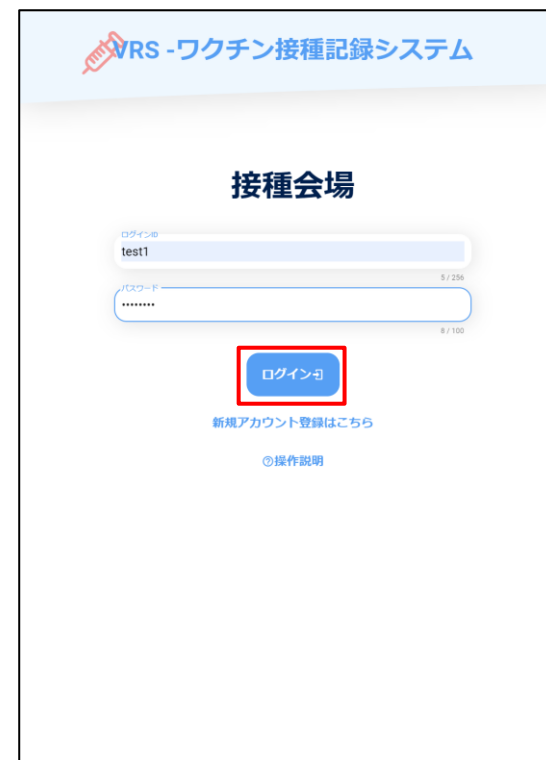 VRS -ワクチン接種記録システム
接種会場
ログインID
test1
5 / 256
パスワード
••••••••
8 / 100
ログイン
新規アカウント登録はこちら
操作説明